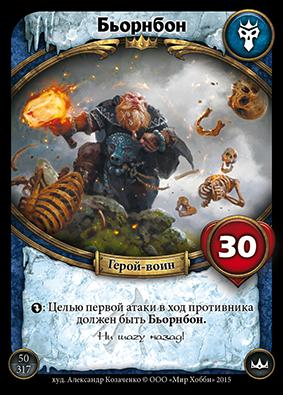 Бьорнбон
30
Герой-воин
: Целью первой атаки в ход противника
должен быть Бьорнбон.
Ни шагу назад!
50
317
худ. Александр Козаченко © ООО «Мир Хобби» 2015